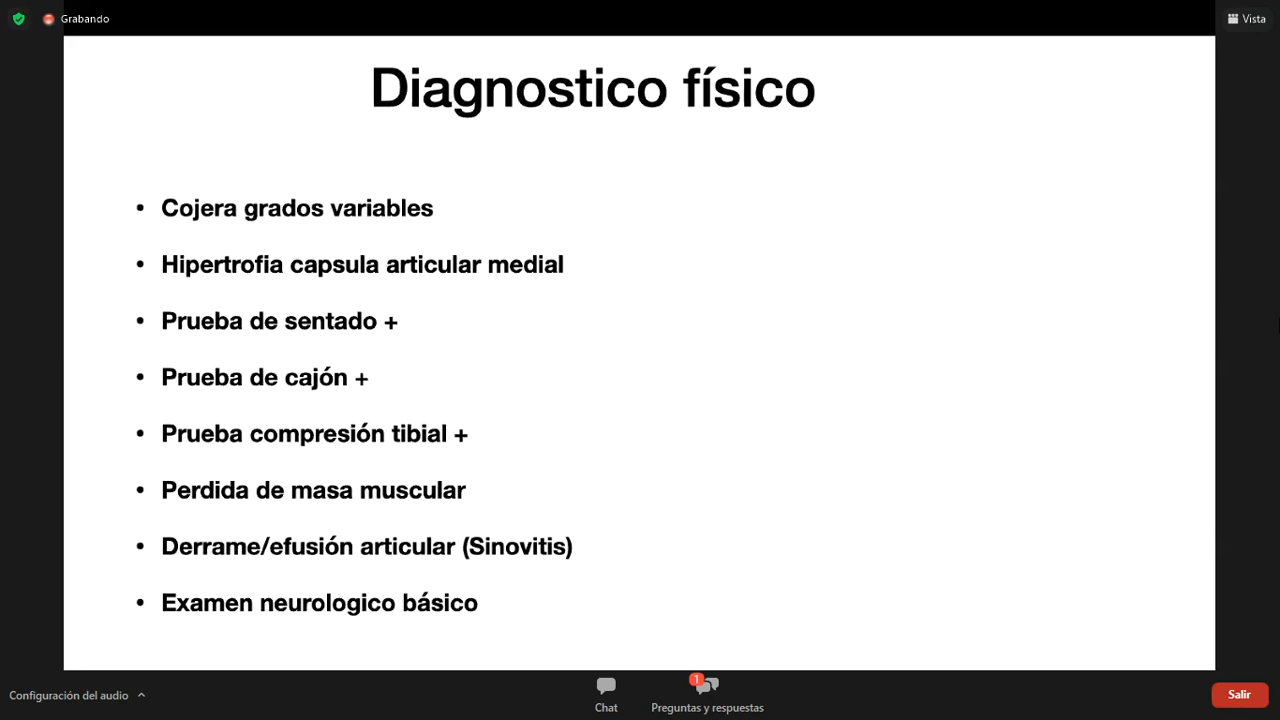 Grabando
Vista
Diagnostico físico
• Cojera grados variables
• Hipertrofia capsula articular medial
• Prueba de sentado +
• Prueba de cajón +
• Prueba compresión tibial +
• Perdida de masa muscular
• Derrame/efusión articular (Sinovitis)
• Examen neurologico básico
Configuración del audio
Chat
1
Preguntas y respuestas
Salir